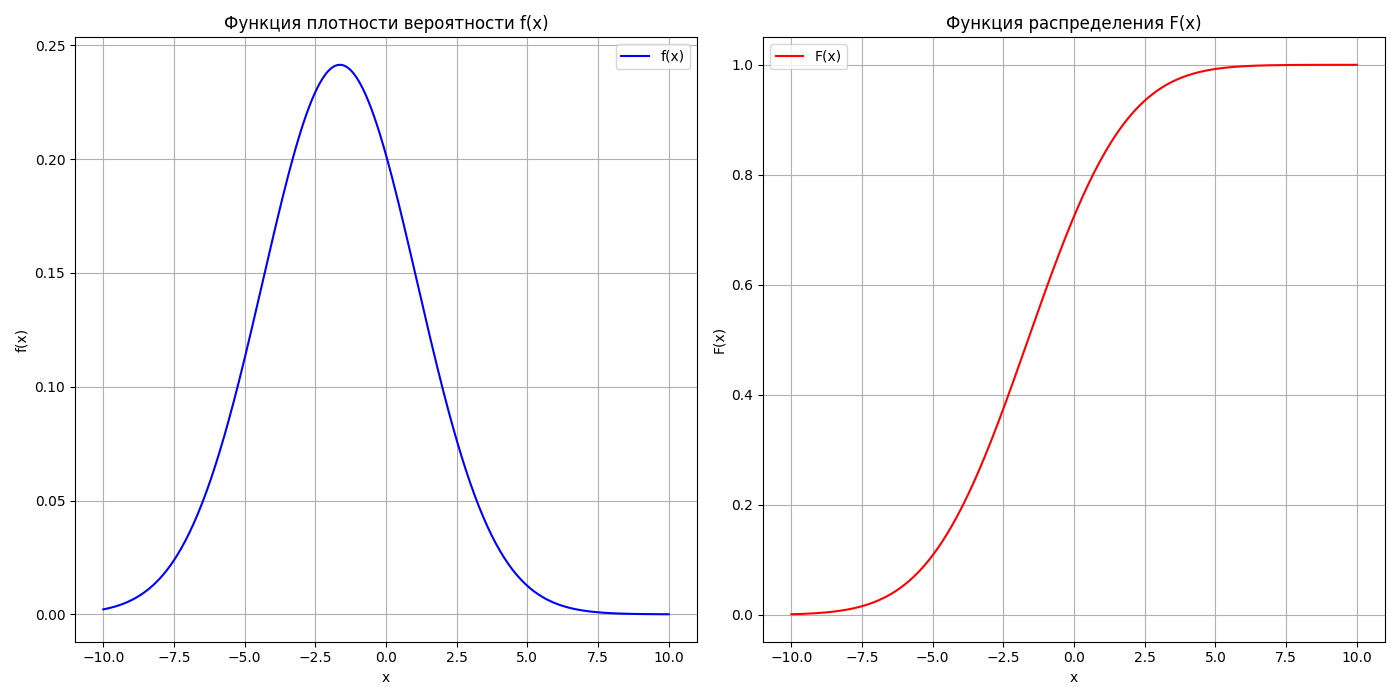 Функция плотности вероятности f(x)
f(x)
0.25
0.20
0.15
0.10
0.05
0.00
f(x)
−10.0 −7.5 −5.0 −2.5 0.0 2.5 5.0 7.5 10.0
x
Функция распределения F(x)
F(x)
1.0
0.8
0.6
0.4
0.2
0.0
F(x)
−10.0 −7.5 −5.0 −2.5 0.0 2.5 5.0 7.5 10.0
x